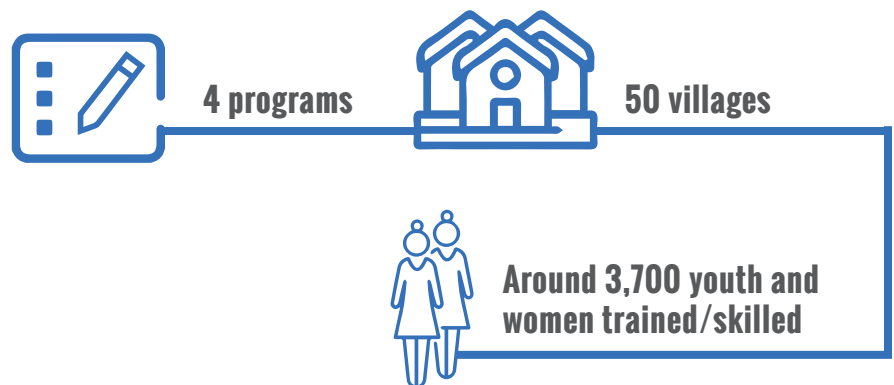 4 programs
50 villages
Around 3,700 youth and
women trained/skilled